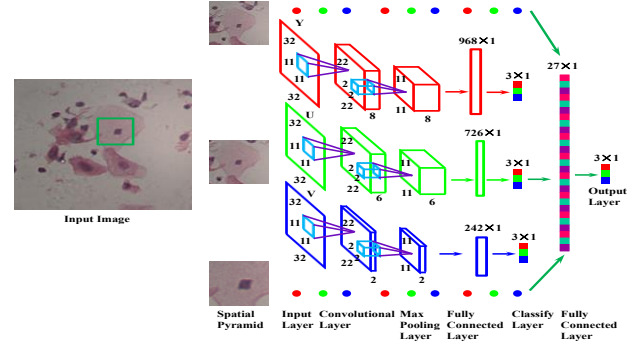 Y
32
11
11
32
22
2
2
22
8
11
11
8
968×1
3×1
27×1
U
32
11
11
32
22
2
2
22
6
11
11
6
726×1
3×1
3×1
Output
Layer
V
32
11
11
32
22
2
2
22
2
11
11
2
242×1
3×1
Input Image
Spatial
Pyramid
Input
Layer
Convolutional
Layer
Max
Pooling
Layer
Fully
Connected
Layer
Classify
Layer
Fully
Connected
Layer